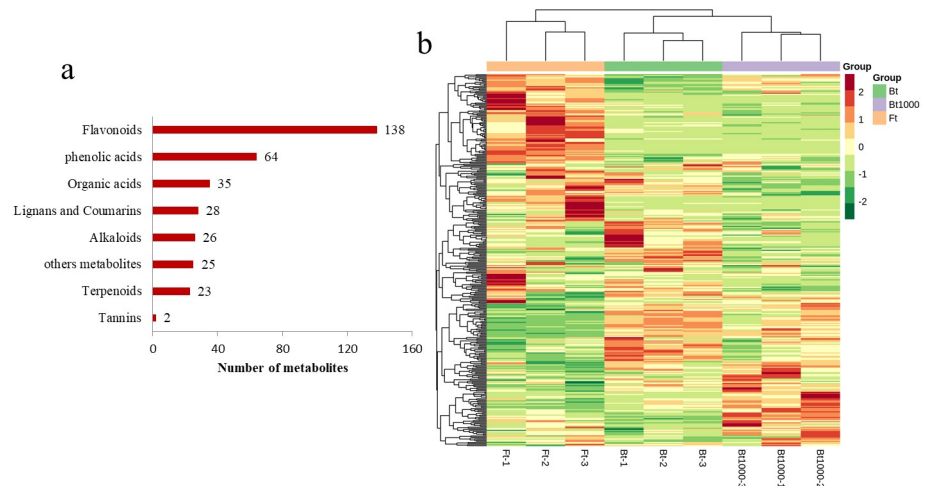 a
Flavonoids 138
phenolic acids 64
Organic acids 35
Lignans and Coumarins 28
Alkaloids 26
others metabolites 25
Terpenoids 23
Tannins 2
0 40 80 120 160
Number of metabolites
b
Group
2
1
0
-1
-2
Group
Bt
Bt1000
Ft
Ft-1 Ft-2 Ft-3 Bt-1 Bt-2 Bt-3 Bt1000-3 Bt1000-1 Bt1000-2